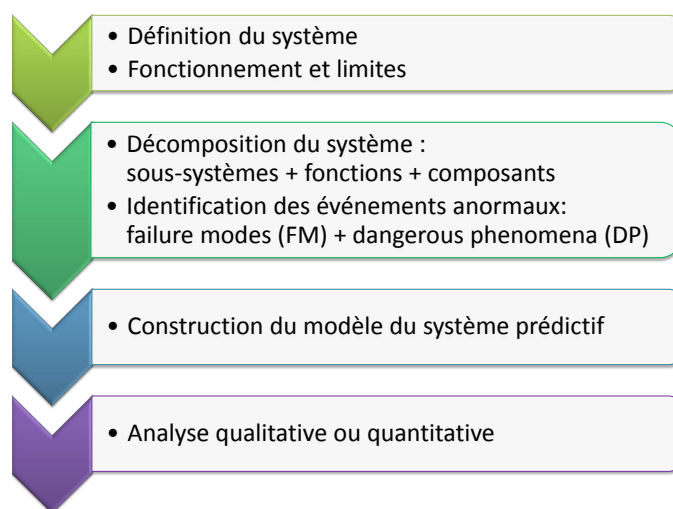 • Définition du système
• Fonctionnement et limites
• Décomposition du système :
sous-systèmes + fonctions + composants
• Identification des événements anormaux:
failure modes (FM) + dangerous phenomena (DP)
• Construction du modèle du système prédictif
• Analyse qualitative ou quantitative